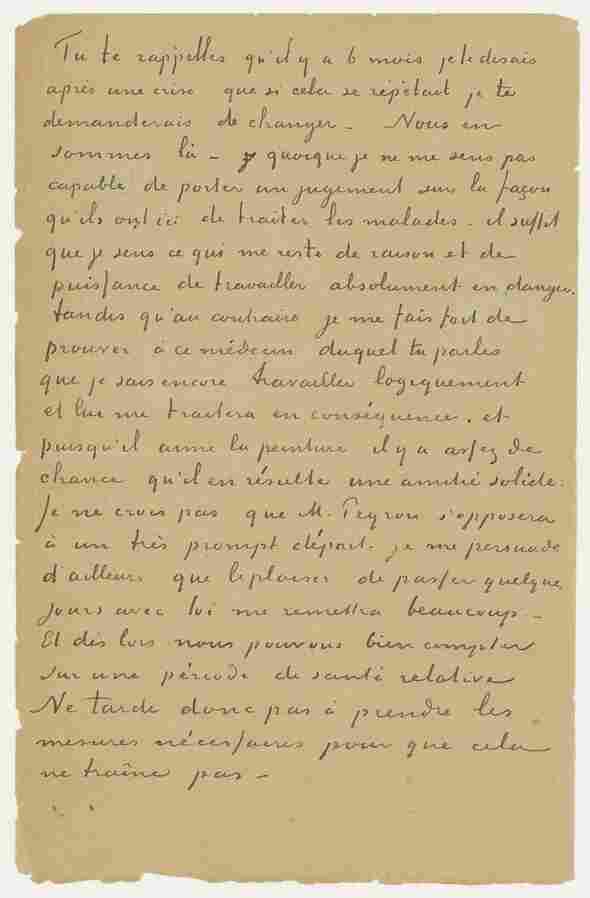 Tu te rappelles qu'il y a 6 mois je te disais
après une crise que si cela se répétait je te
demanderais de changer – Nous en
sommes là – quoique je ne me sens pas
capable de porter un jugement sur la façon
qu'ils ont ici de traiter les malades – il suffit
que je sens ce qui me reste de raison et de
puissance de travailler absolument en danger.
tandis qu'au contraire je me fais fort de
prouver à ce médecin duquel tu parles
que je sais encore travailler logiquement
et lui me traitera en conséquence. et
puisqu'il aime la peinture il y a assez de
chance qu'il en résulte une amitié solide.
Je ne crois pas que M. Peyron s'opposera
à un très prompt départ. je me persuade
d'ailleurs que le plaisir de passer quelques
jours avec toi me remettra beaucoup –
Et dès lors nous pouvons bien compter
sur une période de santé relative
Ne tarde donc pas à prendre les
mesures nécessaires pour que cela
ne traîne pas –